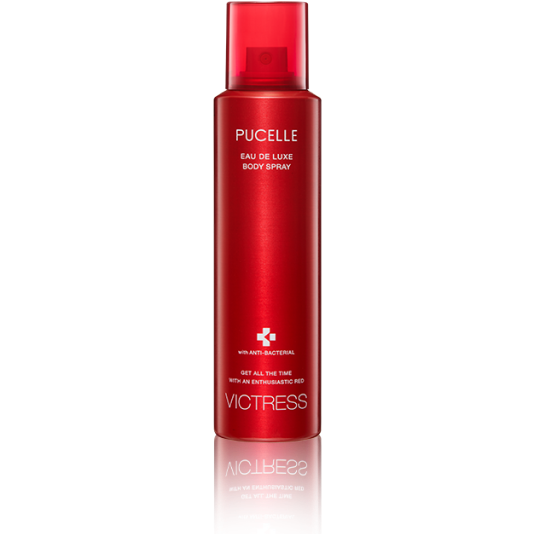 PUCELLE
EAU DE LUXE
BODY SPRAY
with ANTI-BACTERIAL
GET ALL THE TIME
WITH AN ENTHUSIASTIC RED
VICTRESS